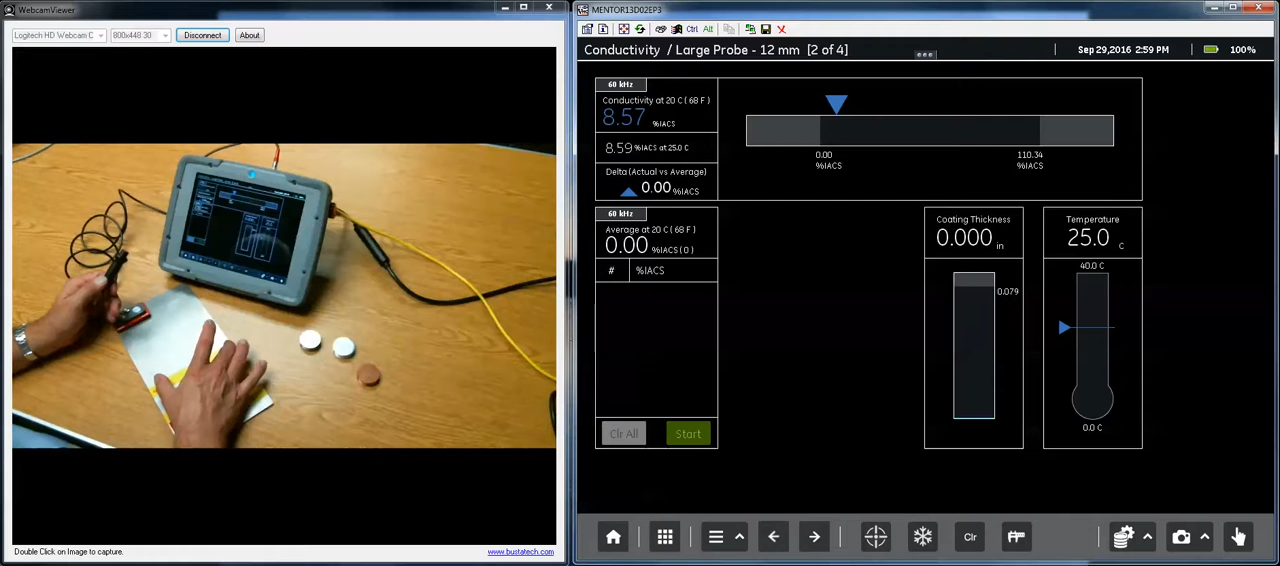 WebcamViewer
Logitech HD Webcam C
800x448 30
Disconnect
About
Double Click on Image to capture.
www.bustatech.com
MENTOR13D02EP3
Ctrl Alt
Conductivity / Large Probe - 12 mm [2 of 4]
Sep 29,2016 2:59 PM
100%
60 kHz
Conductivity at 20 C ( 68 F )
8.57 %IACS
8.59 %IACS at 25.0 C
Delta (Actual vs Average)
0.00 %IACS
0.00
%IACS
110.34
%IACS
60 kHz
Average at 20 C ( 68 F )
0.00 %IACS ( 0 )
# %IACS
Clr All
Start
Coating Thickness
0.000 in
0.079
Temperature
25.0 C
40.0 C
0.0 C
Clr